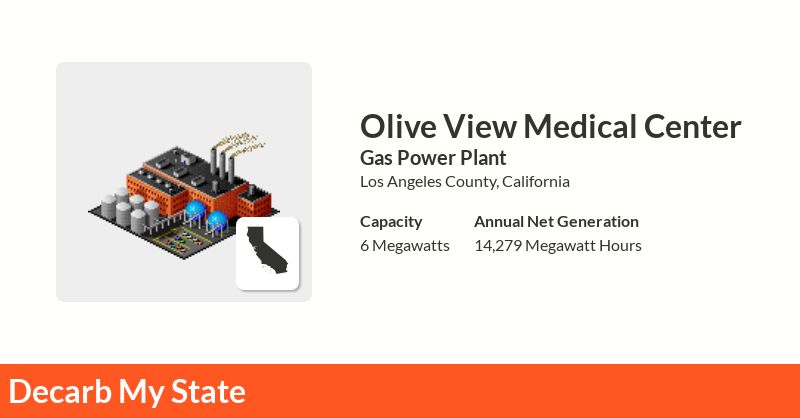 Olive View Medical Center
Gas Power Plant
Los Angeles County, California
Capacity
Annual Net Generation
6 Megawatts
14,279 Megawatt Hours
Decarb My State